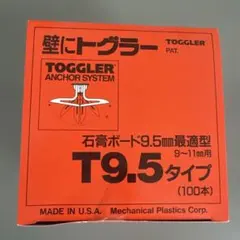 壁にトグラー
TOGGLER
PAT.
TOGGLER
ANCHOR SYSTEM
石膏ボード9.5mm最適型
9〜11mm用
T9.5タイプ
(100本)
MADE IN U.S.A. Mechanical Plastics Corp.